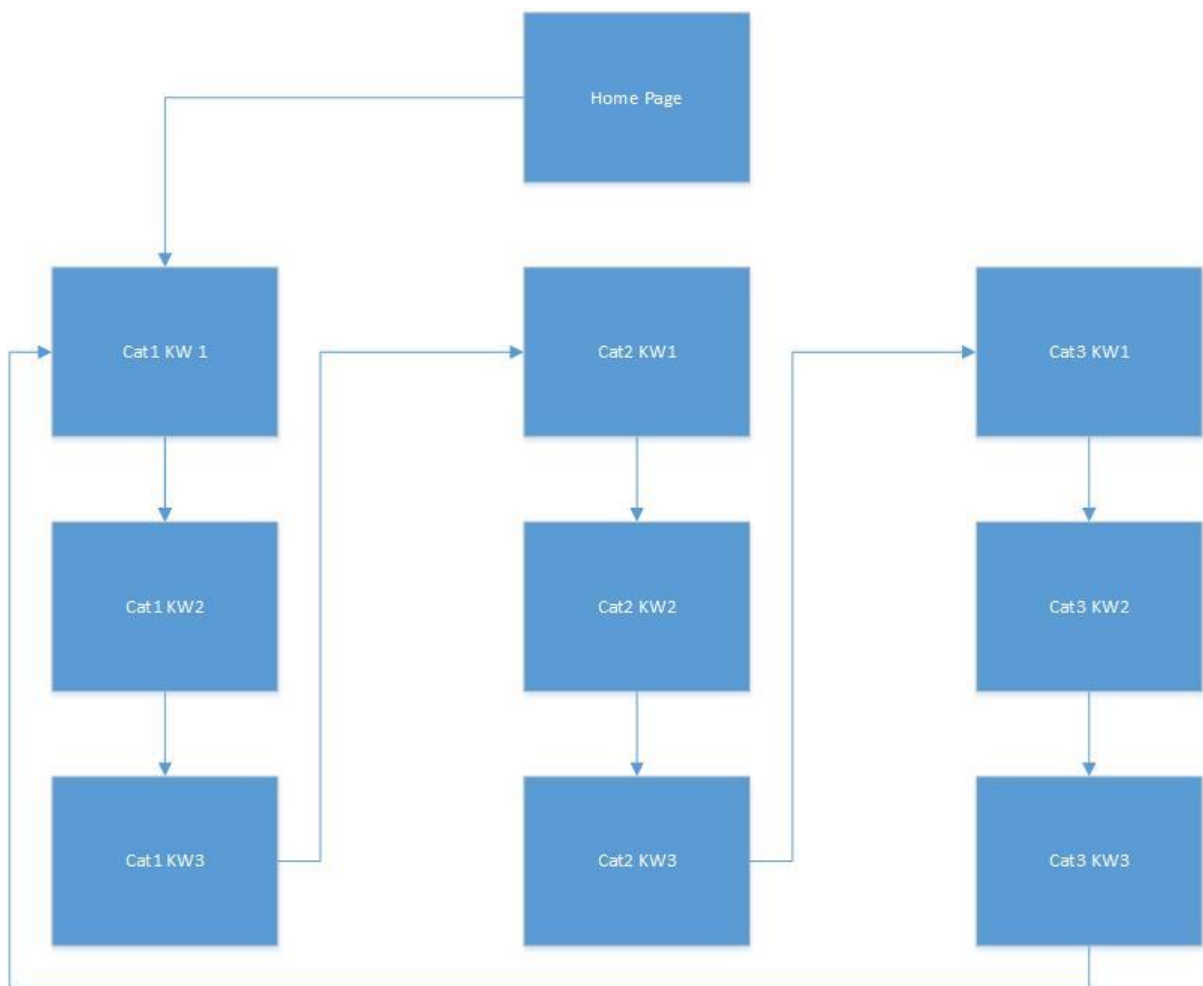 Home Page
Cat1 KW 1
Cat2 KW1
Cat3 KW1
Cat1 KW2
Cat2 KW2
Cat3 KW2
Cat1 KW3
Cat2 KW3
Cat3 KW3